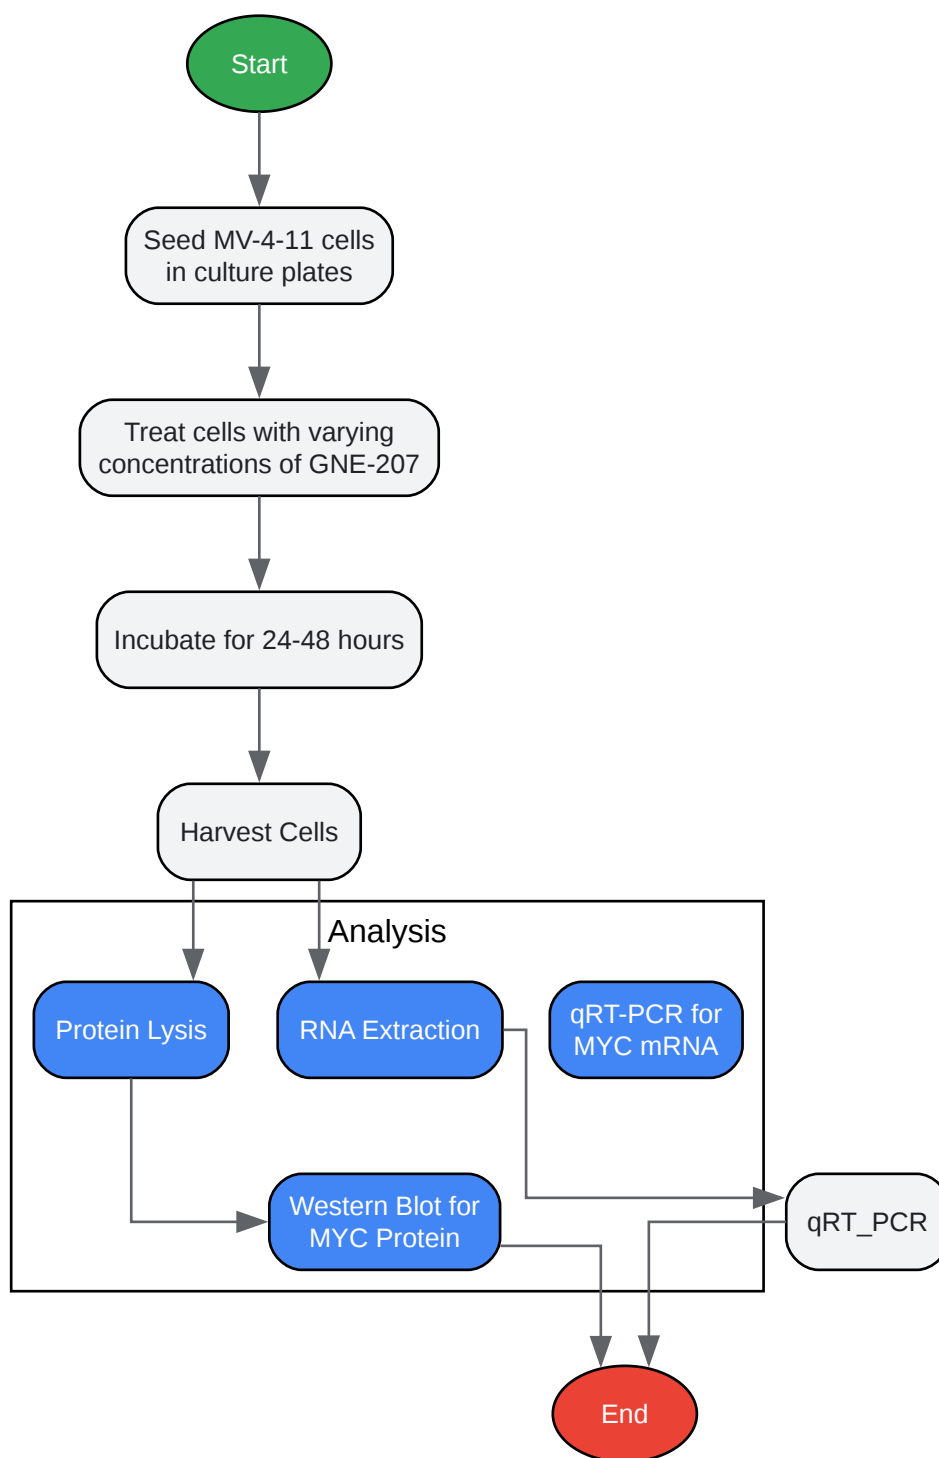 Start
Seed MV-4-11 cells
in culture plates
Treat cells with varying
concentrations of GNE-207
Incubate for 24-48 hours
Harvest Cells
Analysis
Protein Lysis
RNA Extraction
qRT-PCR for
MYC mRNA
Western Blot for
MYC Protein
qRT_PCR
End